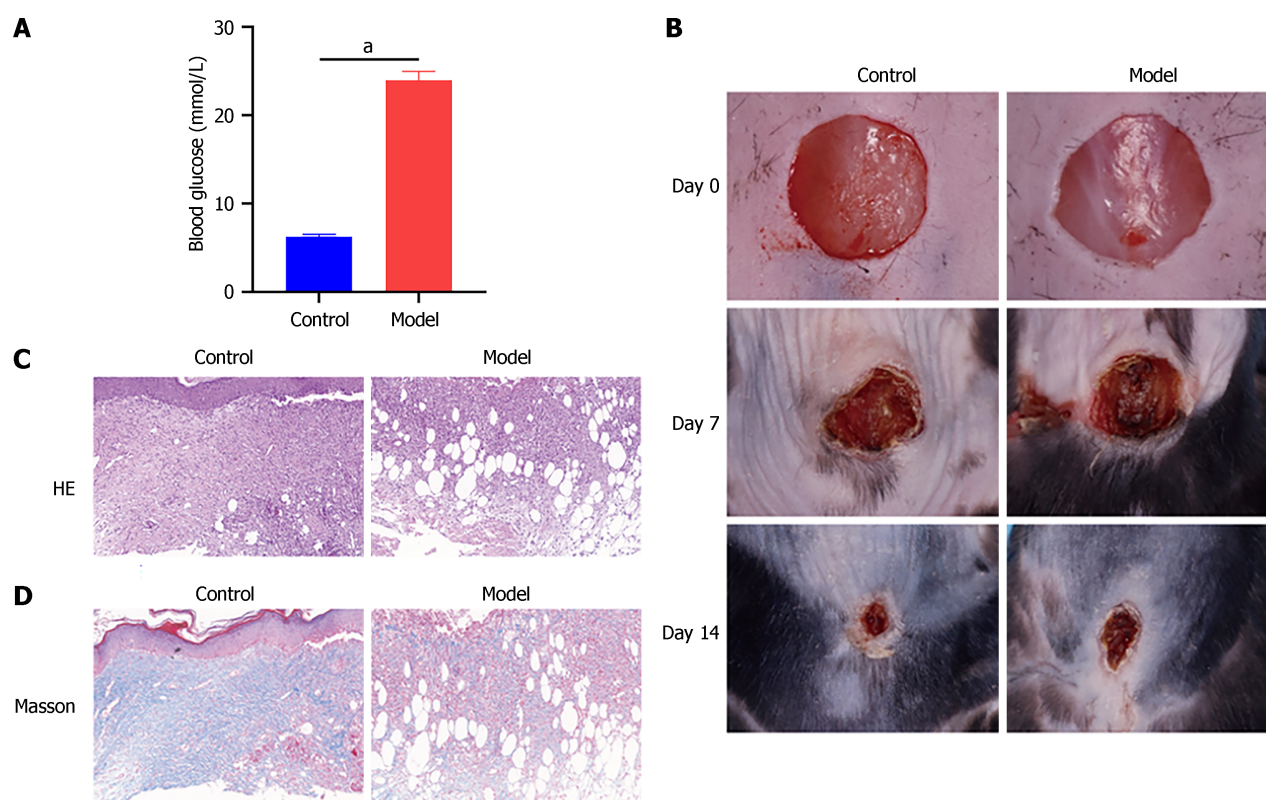 A
30
a
20
Blood glucose (mmol/L)
10
0
Control
Model
B
Control
Model
Day 0
Day 7
Day 14
C
Control
Model
HE
D
Control
Model
Masson